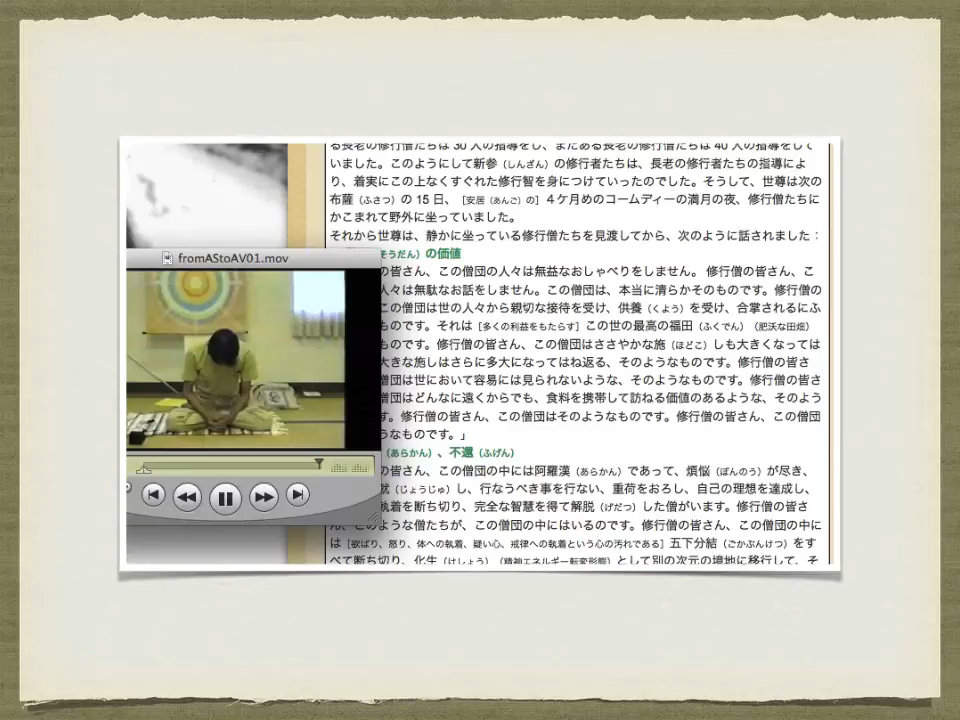 る長老の修行僧たちは 30 人の指導をし、またある長老の修行僧たちは 40 人の指導をして
いました。このようにして新参（しんざん）の修行者たちは、長老の修行者たちの指導によ
り、着実にこの上なくすぐれた修行智を身につけていったのでした。そうして、世尊は次の
布薩（ふさつ）の 15 日、［安居（あんご）の］４ケ月めのコームディーの満月の夜、修行僧たちに
かこまれて野外に坐っていました。
それから世尊は、静かに坐っている修行僧たちを見渡してから、次のように話されました：
fromAStoAV01.mov
そうだん）の価値
の皆さん、この僧団の人々は無益なおしゃべりをしません。 修行僧の皆さん、こ
人々は無駄なお話をしません。この僧団は、本当に清らかそのものです。修行僧の
この僧団は世の人々から親切な接待を受け、供養（くよう）を受け、合掌されるにふ
ものです。それは［多くの利益をもたらす］この世の最高の福田（ふくでん）（肥沃な田畑）
ものです。修行僧の皆さん、この僧団はささやかな施（ほどこ）しも大きくなっては
大きな施しはさらに多大になってはね返る、そのようなものです。修行僧の皆さ
僧団は世において容易には見られないような、そのようなものです。修行僧の皆さ
僧団はどんなに遠くからでも、食料を携帯して訪ねる価値のあるような、そのよう
す。修行僧の皆さん、この僧団はそのようなものです。修行僧の皆さん、この僧団
うなものです。」
（あらかん）、不還（ふげん）
の皆さん、この僧団の中には阿羅漢（あらかん）であって、煩悩（ぼんのう）が尽き、
就（じょうじゅ）し、行なうべき事を行ない、重荷をおろし、自己の理想を達成し、
執着を断ち切り、完全な智慧を得て解脱（げだつ）した僧がいます。修行僧の皆さ
ん、このような僧たちが、この僧団の中にはいるのです。修行僧の皆さん、この僧団の中に
は［欲ばり、怒り、体への執着、疑い心、戒律への執着という心の汚れである］五下分結（ごかぶんけつ）をす
べて断ち切り、化生（けしょう）（精神エネルギー転変形態）として別の次元の境地に移行して、そ